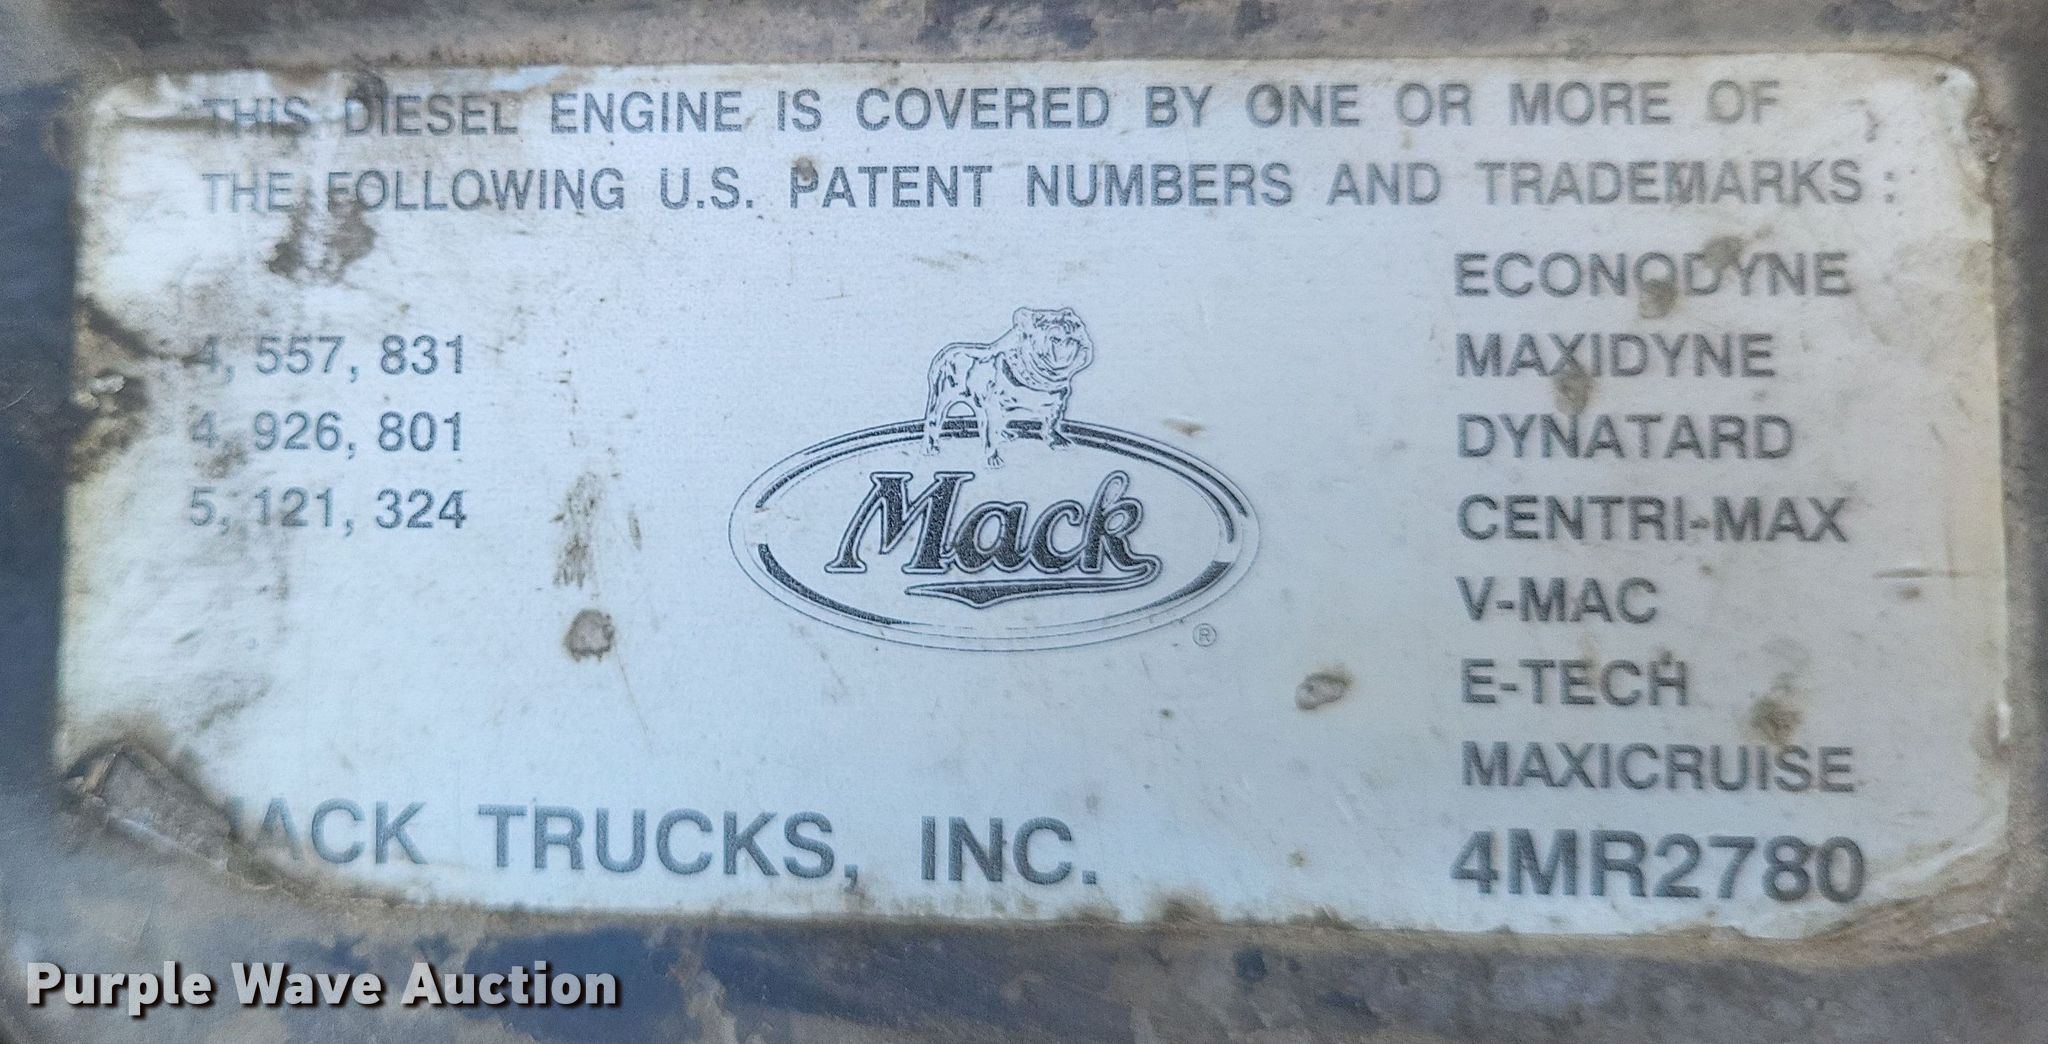 THIS DIESEL ENGINE IS COVERED BY ONE OR MORE OF
THE FOLLOWING U.S. PATENT NUMBERS AND TRADEMARKS :
4, 557, 831
4, 926, 801
5, 121, 324
Mack
®
ECONODYNE
MAXIDYNE
DYNATARD
CENTRI-MAX
V-MAC
E-TECH
MAXICRUISE
MACK TRUCKS, INC.
4MR2780
Purple Wave Auction